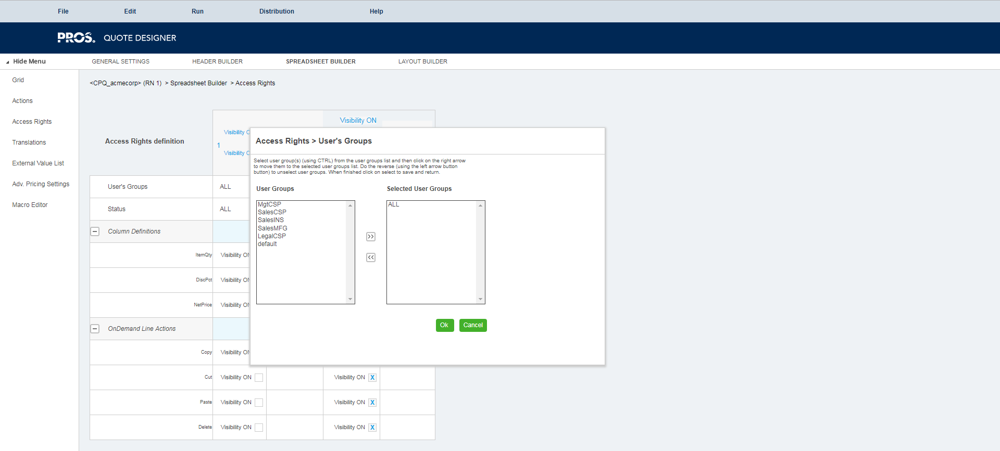 File Edit Run Distribution Help
PROS. QUOTE DESIGNER
Hide Menu GENERAL SETTINGS HEADER BUILDER SPREADSHEET BUILDER LAYOUT BUILDER
Grid
Actions
Access Rights
Translations
External Value List
Adv. Pricing Settings
Macro Editor
<CPQ_acmecorp> (RN 1) > Spreadsheet Builder > Access Rights
Visibility ON
Access Rights definition
Visibility
1
Visibility
User's Groups ALL
Status ALL
Column Definitions
ItemQty Visibility ON
DiscPct Visibility ON
NetPrice Visibility ON
OnDemand Line Actions
Copy Visibility ON
Cut Visibility ON Visibility ON X
Paste Visibility ON Visibility ON X
Delete Visibility ON Visibility ON X
Access Rights > User's Groups
Select user group(s) (using CTRL) from the user groups list and then click on the right arrow
to move them to the selected user groups list. Do the reverse (using the left arrow button
button) to unselect user groups. When finished click on select to save and return.
User Groups
MgtCSP
SalesCSP
SalesINS
SalesMFG
LegalCSP
default
>>
<<
Selected User Groups
ALL
Ok Cancel